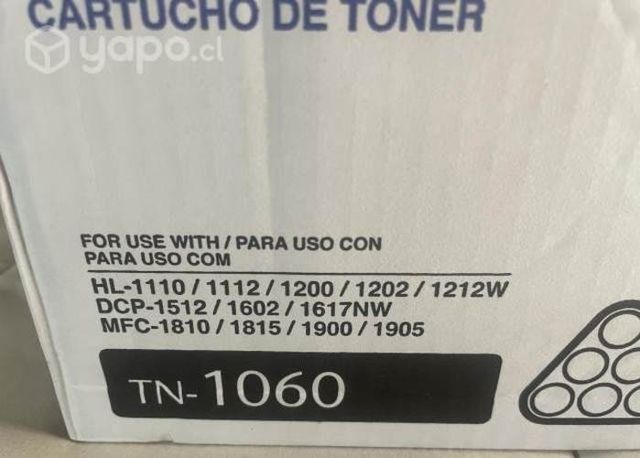 CARTUCHO DE TONER
yapo.cl
FOR USE WITH / PARA USO CON
PARA USO COM
HL-1110 / 1112 / 1200 / 1202 / 1212W
DCP-1512 / 1602 / 1617NW
MFC-1810 / 1815 / 1900 / 1905
TN-1060